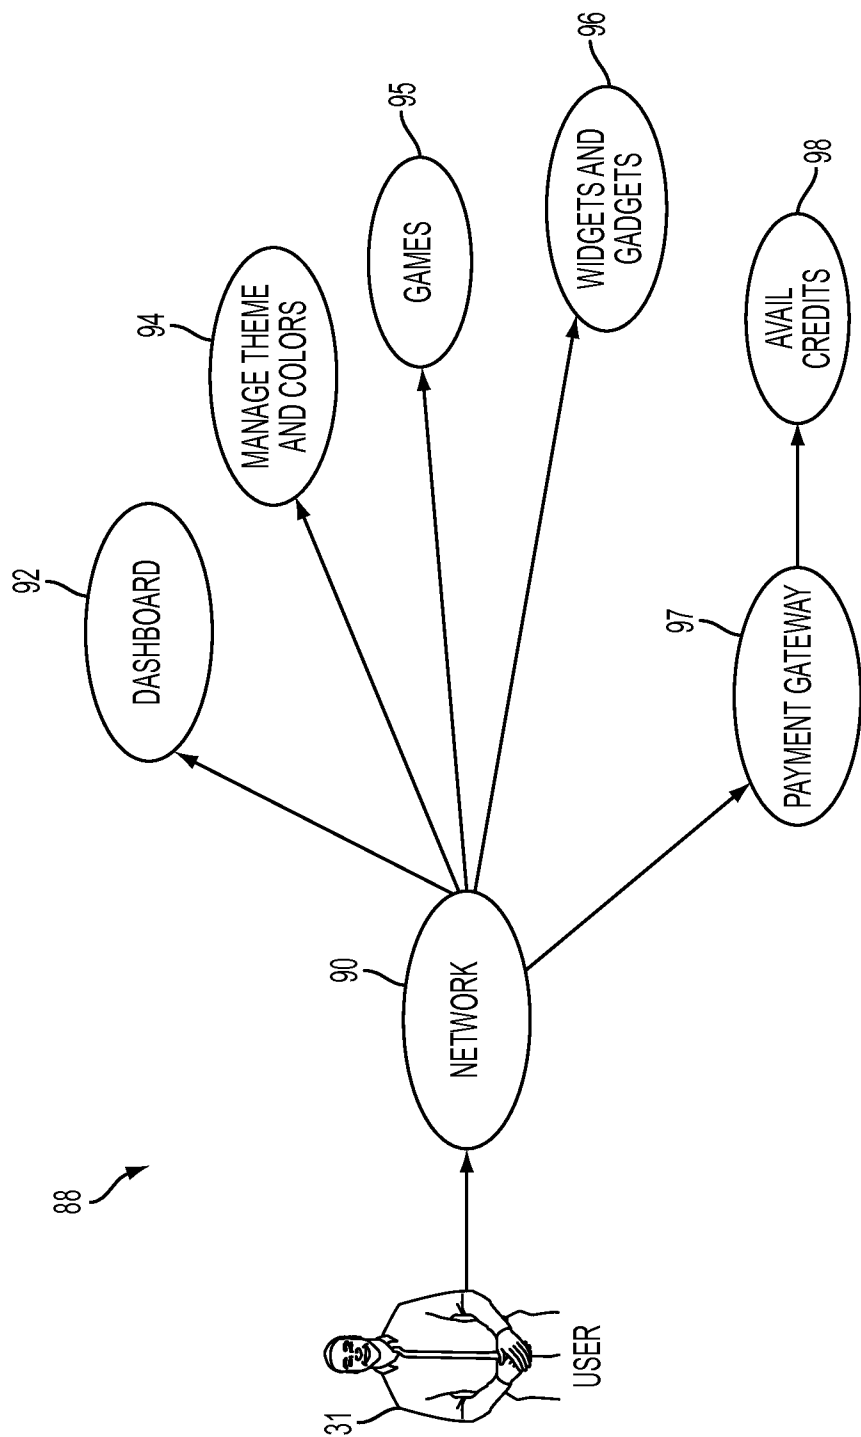 88
31
USER
90
NETWORK
92
DASHBOARD
94
MANAGE THEME
AND COLORS
95
GAMES
96
WIDGETS AND
GADGETS
97
PAYMENT GATEWAY
98
AVAIL
CREDITS